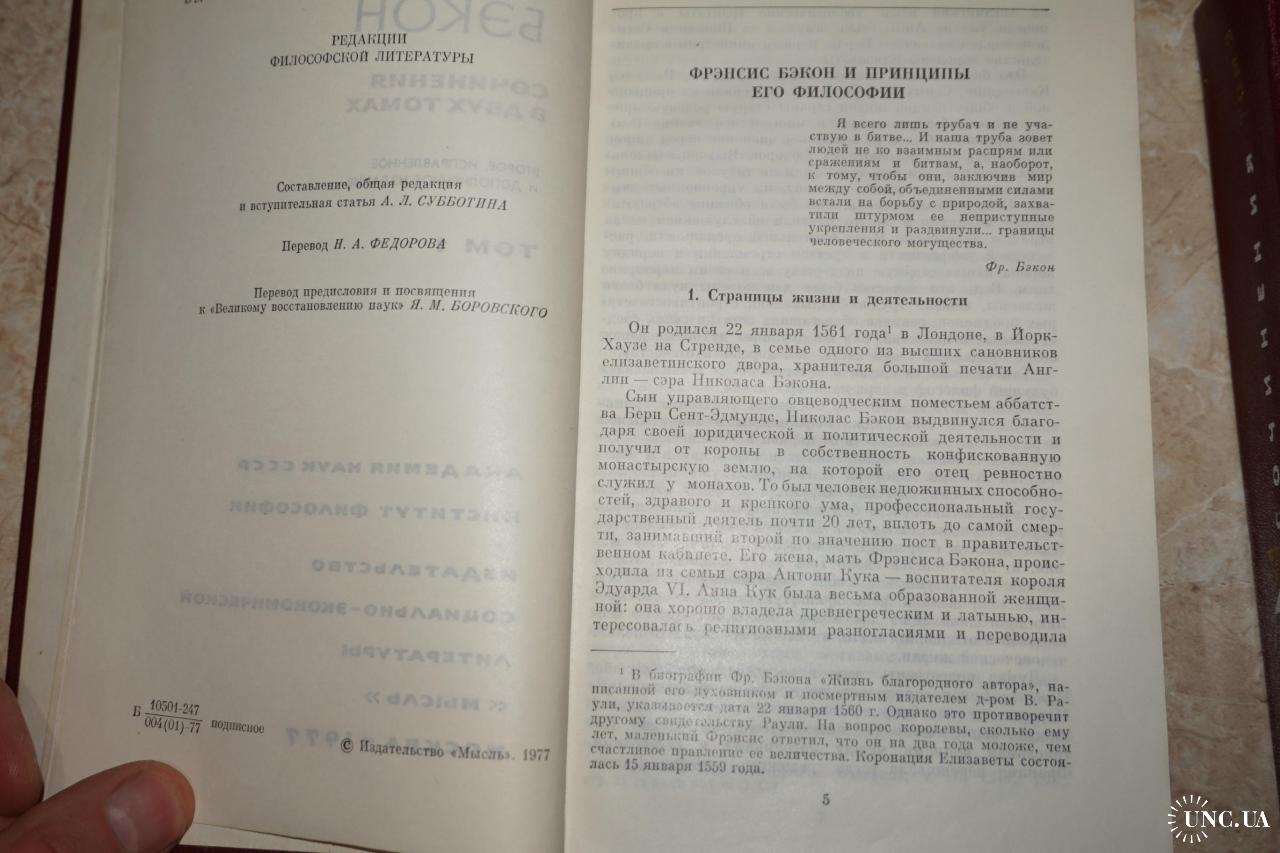 РЕДАКЦИИ
ФИЛОСОФСКОЙ ЛИТЕРАТУРЫ
Составление, общая редакция
и вступительная статья А. Л. СУББОТИНА
Перевод Н. А. ФЕДОРОВА
Перевод предисловия и посвящения
к «Великому восстановлению наук» Я. М. БОРОВСКОГО
Б 10501-247
004(01)-77 подписное
© Издательство «Мысль». 1977
ФРЭНСИС БЭКОН И ПРИНЦИПЫ
ЕГО ФИЛОСОФИИ
Я всего лишь трубач и не уча-
ствую в битве... И наша труба зовет
людей не ко взаимным распрям или
сражениям и битвам, а, наоборот,
к тому, чтобы они, заключив мир
между собой, объединенными силами
встали на борьбу с природой, захва-
тили штурмом ее неприступные
укрепления и раздвинули... границы
человеческого могущества.
Фр. Бэкон
1. Страницы жизни и деятельности
Он родился 22 января 1561 года¹ в Лондоне, в Йорк-
Хаузе на Стренде, в семье одного из высших сановников
елизаветинского двора, хранителя большой печати Анг-
лии — сэра Николаса Бэкона.
Сын управляющего овцеводческим поместьем аббатст-
ва Бери Сент-Эдмундс, Николас Бэкон выдвинулся благо-
даря своей юридической и политической деятельности и
получил от короны в собственность конфискованную
монастырскую землю, на которой его отец ревностно
служил у монахов. То был человек недюжинных способно-
стей, здравого и крепкого ума, профессиональный госу-
дарственный деятель почти 20 лет, вплоть до самой смер-
ти, занимавший второй по значению пост в правительст-
венном кабинете. Его жена, мать Фрэнсиса Бэкона, проис-
ходила из семьи сэра Антони Кука — воспитателя короля
Эдуарда VI. Анна Кук была весьма образованной женщи-
ной: она хорошо владела древнегреческим и латынью, ин-
тересовалась религиозными разногласиями и переводила
¹ В биографии Фр. Бэкона «Жизнь благородного автора», на-
писанной его духовником и посмертным издателем д-ром В. Ра-
ули, указывается дата 22 января 1560 г. Однако это противоречит
другому свидетельству Раули. На вопрос королевы, сколько ему
лет, маленький Фрэнсис ответил, что он на два года моложе, чем
счастливое правление ее величества. Коронация Елизаветы состоя-
лась 15 января 1559 года.
5
UNC.UA